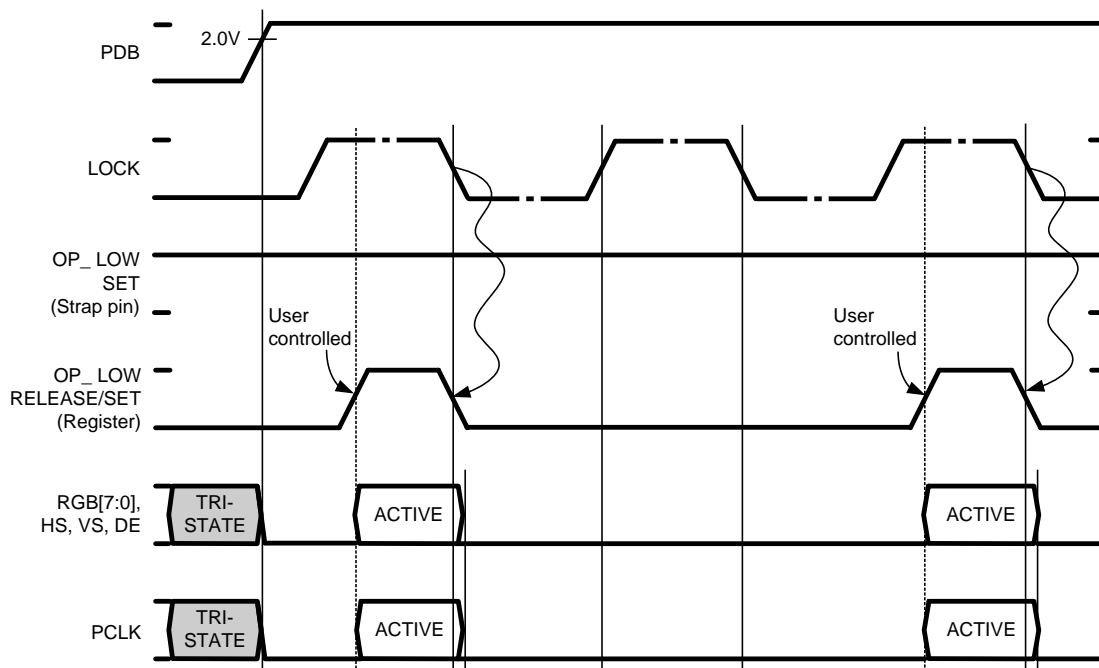 2.0V
PDB
LOCK
OP_ LOW
SET
(Strap pin)
User
controlled
User
controlled
OP_ LOW
RELEASE/SET
(Register)
RGB[7:0],
HS, VS, DE
TRI-
STATE
ACTIVE
ACTIVE
PCLK
TRI-
STATE
ACTIVE
ACTIVE